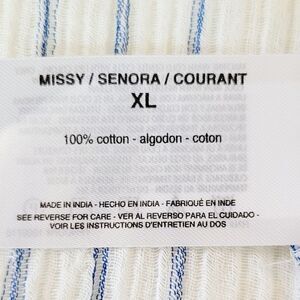 MISSY / SENORA / COURANT
XL
100% cotton - algodon - coton
MADE IN INDIA - HECHO EN INDIA - FABRIQUÉ EN INDE
SEE REVERSE FOR CARE - VER AL REVERSO PARA EL CUIDADO -
VOIR LES INSTRUCTIONS D'ENTRETIEN AU DOS